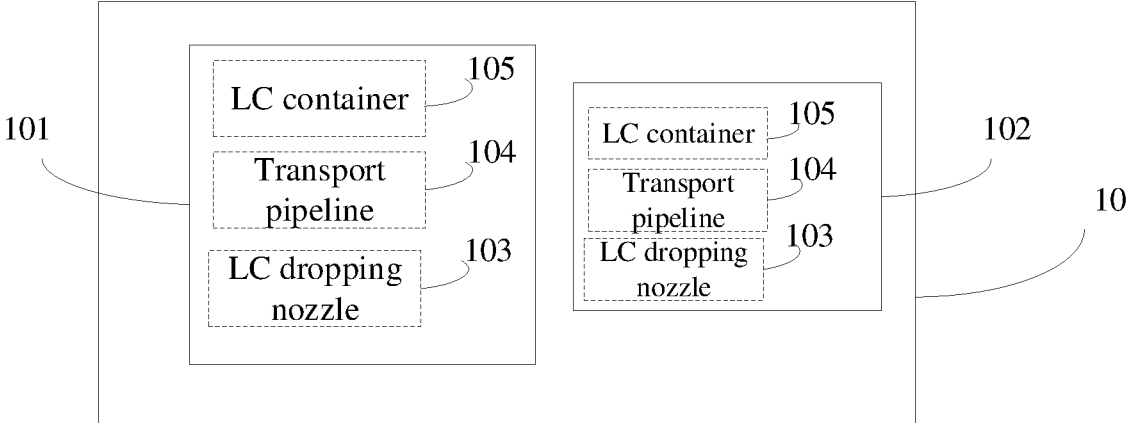 105
LC container
101
104
Transport
pipeline
103
LC dropping
nozzle
105
LC container
102
104
Transport
pipeline
10
103
LC dropping
nozzle